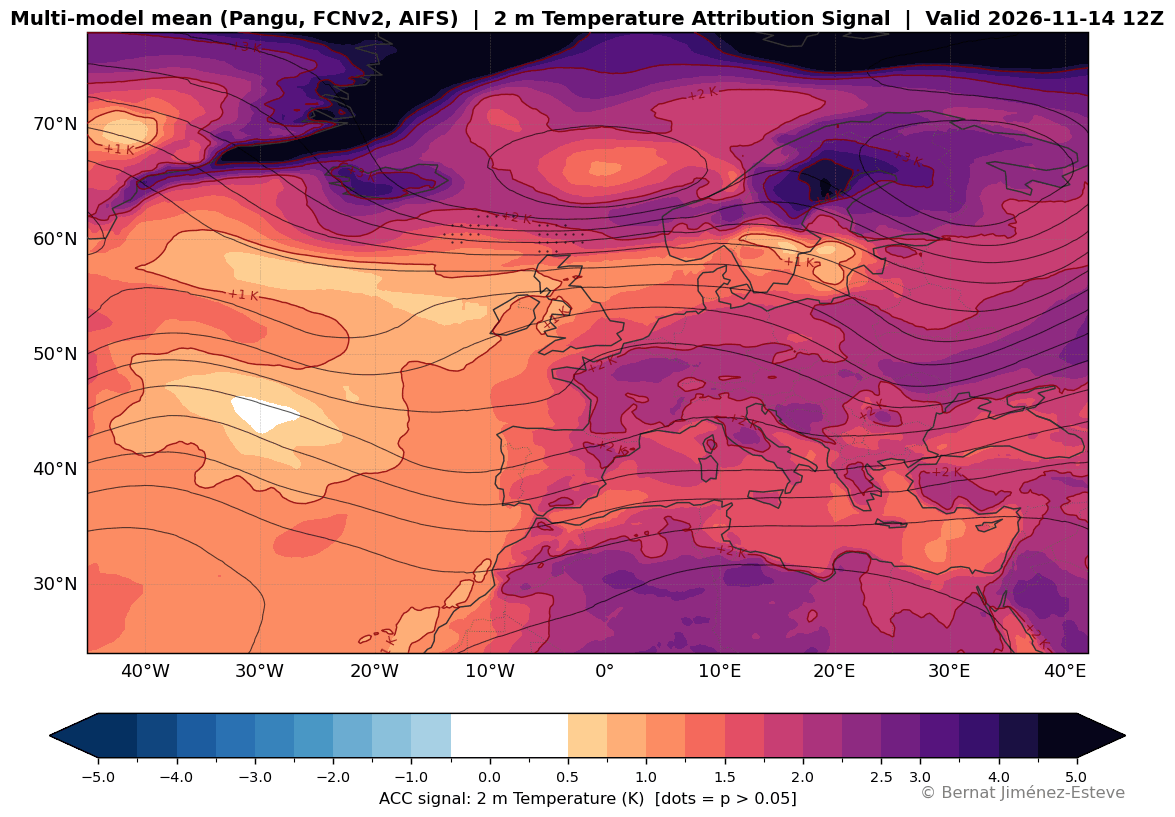 Multi-model mean (Pangu, FCNv2, AIFS) | 2 m Temperature Attribution Signal | Valid 2026-11-14 12Z
+2 K
+2 K
70°N
+1 K
+3 K
+2 K
60°N
+1 K
+1 K
+1 K
50°N
+2 K
+2 K
+2 K
40°N
+2 K
+2 K
+2 K
30°N
+2 K
40°W 30°W 20°W 10°W 0° 10°E 20°E 30°E 40°E
−5.0 −4.0 −3.0 −2.0 −1.0 0.0 0.5 1.0 1.5 2.0 2.5 3.0 4.0 5.0
ACC signal: 2 m Temperature (K) [dots = p > 0.05]
© Bernat Jiménez-Esteve